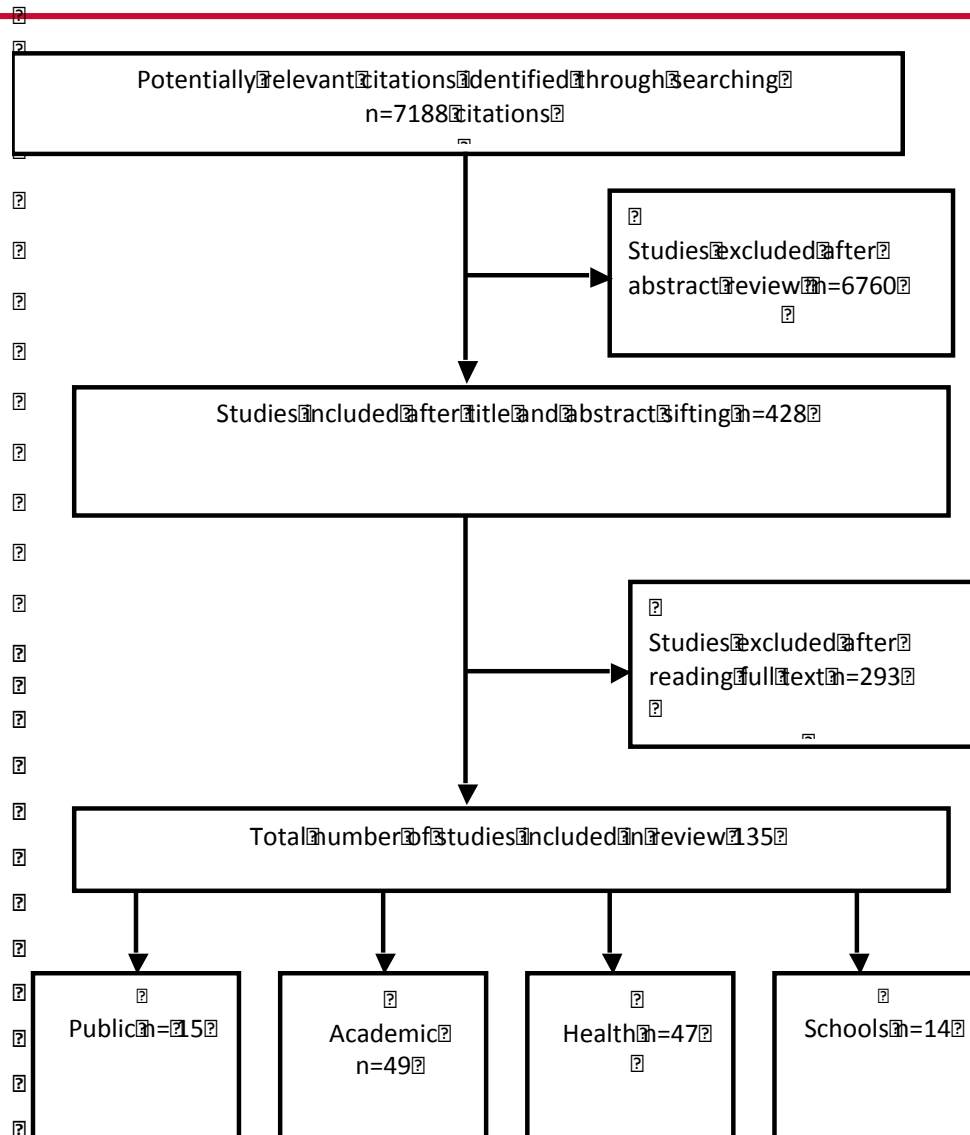 Potentially relevant citations identified through searching
n=7188 citations
Studies excluded after
abstract review n=6760
Studies included after title and abstract sifting n=428
Studies excluded after
reading full text n=293
Total number of studies included in review 135
Public n= 15
Academic
n=49
Health n=47
Schools n=14